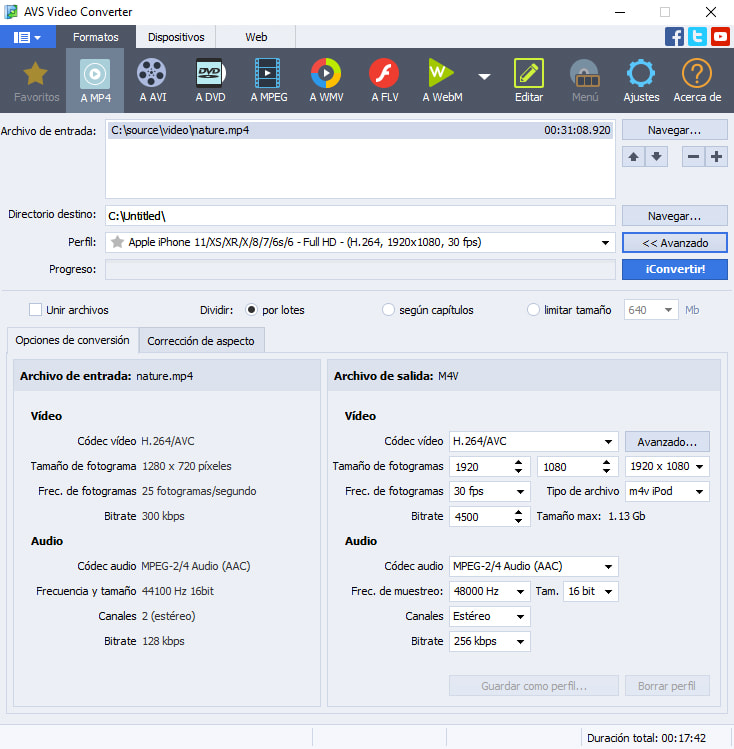 AVS Video Converter
Formatos Dispositivos Web
Favoritos A MP4 A AVI A DVD A MPEG A WMV A FLV A WebM Editar Menú Ajustes Acerca de
Archivo de entrada: C:\source\video\nature.mp4 00:31:08.920 Navegar...
Directorio destino: C:\Untitled\ Navegar...
Perfil: Apple iPhone 11/XS/XR/X/8/7/6s/6 - Full HD - (H.264, 1920x1080, 30 fps) << Avanzado
Progreso: ¡Convertir!
Unir archivos Dividir: por lotes según capítulos limitar tamaño 640 Mb
Opciones de conversión Corrección de aspecto
Archivo de entrada: nature.mp4
Vídeo
Códec vídeo H.264/AVC
Tamaño de fotograma 1280 x 720 píxeles
Frec. de fotogramas 25 fotogramas/segundo
Bitrate 300 kbps
Audio
Códec audio MPEG-2/4 Audio (AAC)
Frecuencia y tamaño 44100 Hz 16bit
Canales 2 (estéreo)
Bitrate 128 kbps
Archivo de salida: M4V
Vídeo
Códec vídeo H.264/AVC Avanzado...
Tamaño de fotogramas 1920 1080 1920 x 1080
Frec. de fotogramas 30 fps Tipo de archivo m4v iPod
Bitrate 4500 Tamaño max: 1.13 Gb
Audio
Códec audio MPEG-2/4 Audio (AAC)
Frec. de muestreo: 48000 Hz Tam. 16 bit
Canales Estéreo
Bitrate 256 kbps
Guardar como perfil... Borrar perfil
Duración total: 00:17:42